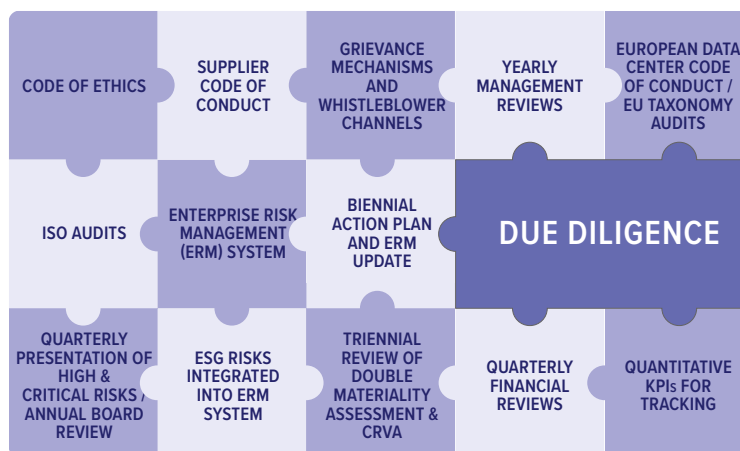 CODE OF ETHICS
SUPPLIER
CODE OF
CONDUCT
GRIEVANCE
MECHANISMS
AND
WHISTLEBLOWER
CHANNELS
YEARLY
MANAGEMENT
REVIEWS
EUROPEAN DATA
CENTER CODE
OF CONDUCT /
EU TAXONOMY
AUDITS
ISO AUDITS
ENTERPRISE RISK
MANAGEMENT
(ERM) SYSTEM
BIENNIAL
ACTION PLAN
AND ERM
UPDATE
DUE DILIGENCE
QUARTERLY
PRESENTATION OF
HIGH &
CRITICAL RISKS /
ANNUAL BOARD
REVIEW
ESG RISKS
INTEGRATED
INTO ERM
SYSTEM
TRIENNIAL
REVIEW OF
DOUBLE
MATERIALITY
ASSESSMENT &
CRVA
QUARTERLY
FINANCIAL
REVIEWS
QUANTITATIVE
KPIs FOR
TRACKING